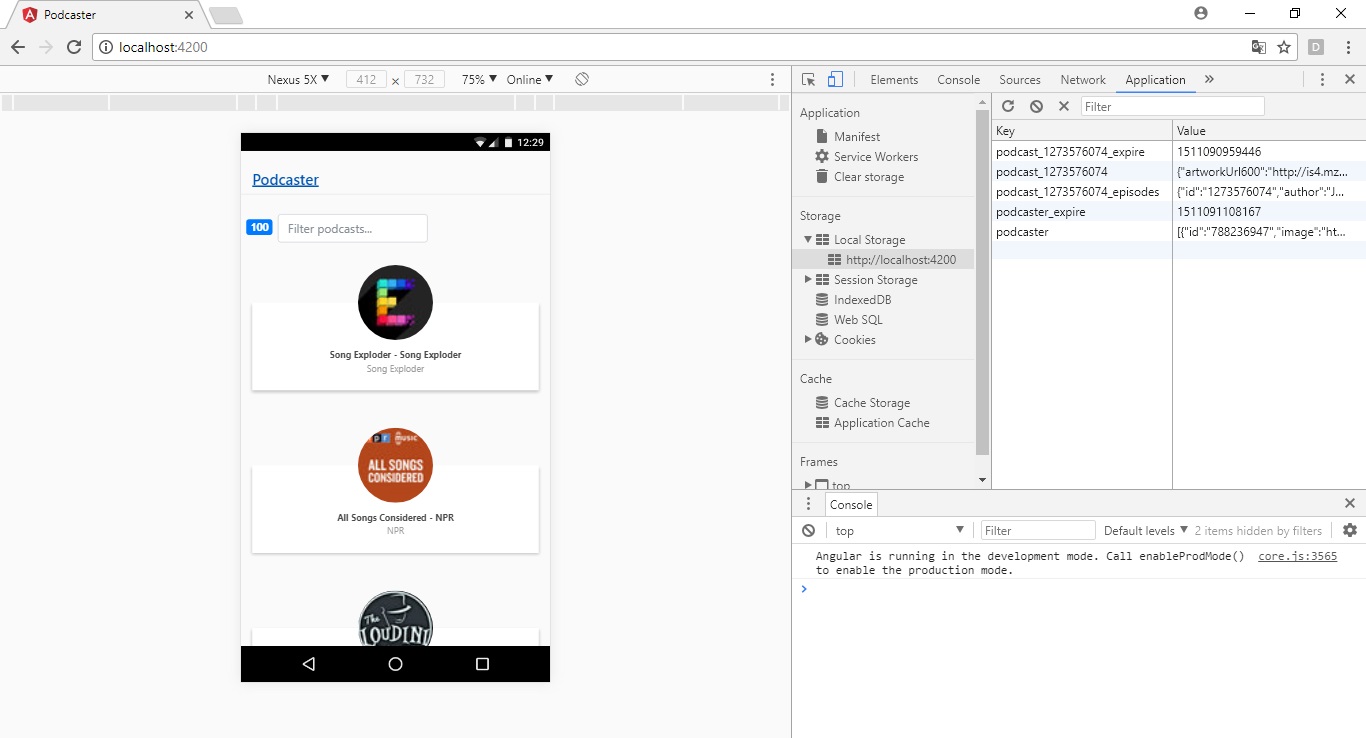 Podcaster
localhost:4200
D
Nexus 5X 412 × 732 75% Online
12:29
Podcaster
100 Filter podcasts...
E
Song Exploder - Song Exploder
Song Exploder
pr music
ALL SONGS
CONSIDERED
All Songs Considered - NPR
NPR
The
LOUDINI
Elements Console Sources Network Application »
Application
Manifest
Service Workers
Clear storage
Storage
Local Storage
http://localhost:4200
Session Storage
IndexedDB
Web SQL
Cookies
Cache
Cache Storage
Application Cache
Frames
top
Filter
Key Value
podcast_1273576074_expire 1511090959446
podcast_1273576074 {"artworkUrl600":"http://is4.mz...
podcast_1273576074_episodes {"id":"1273576074","author":"J...
podcaster_expire 1511091108167
podcaster [{"id":"788236947","image":"ht...
Console
top Filter Default levels 2 items hidden by filters
Angular is running in the development mode. Call enableProdMode() core.js:3565
to enable the production mode.